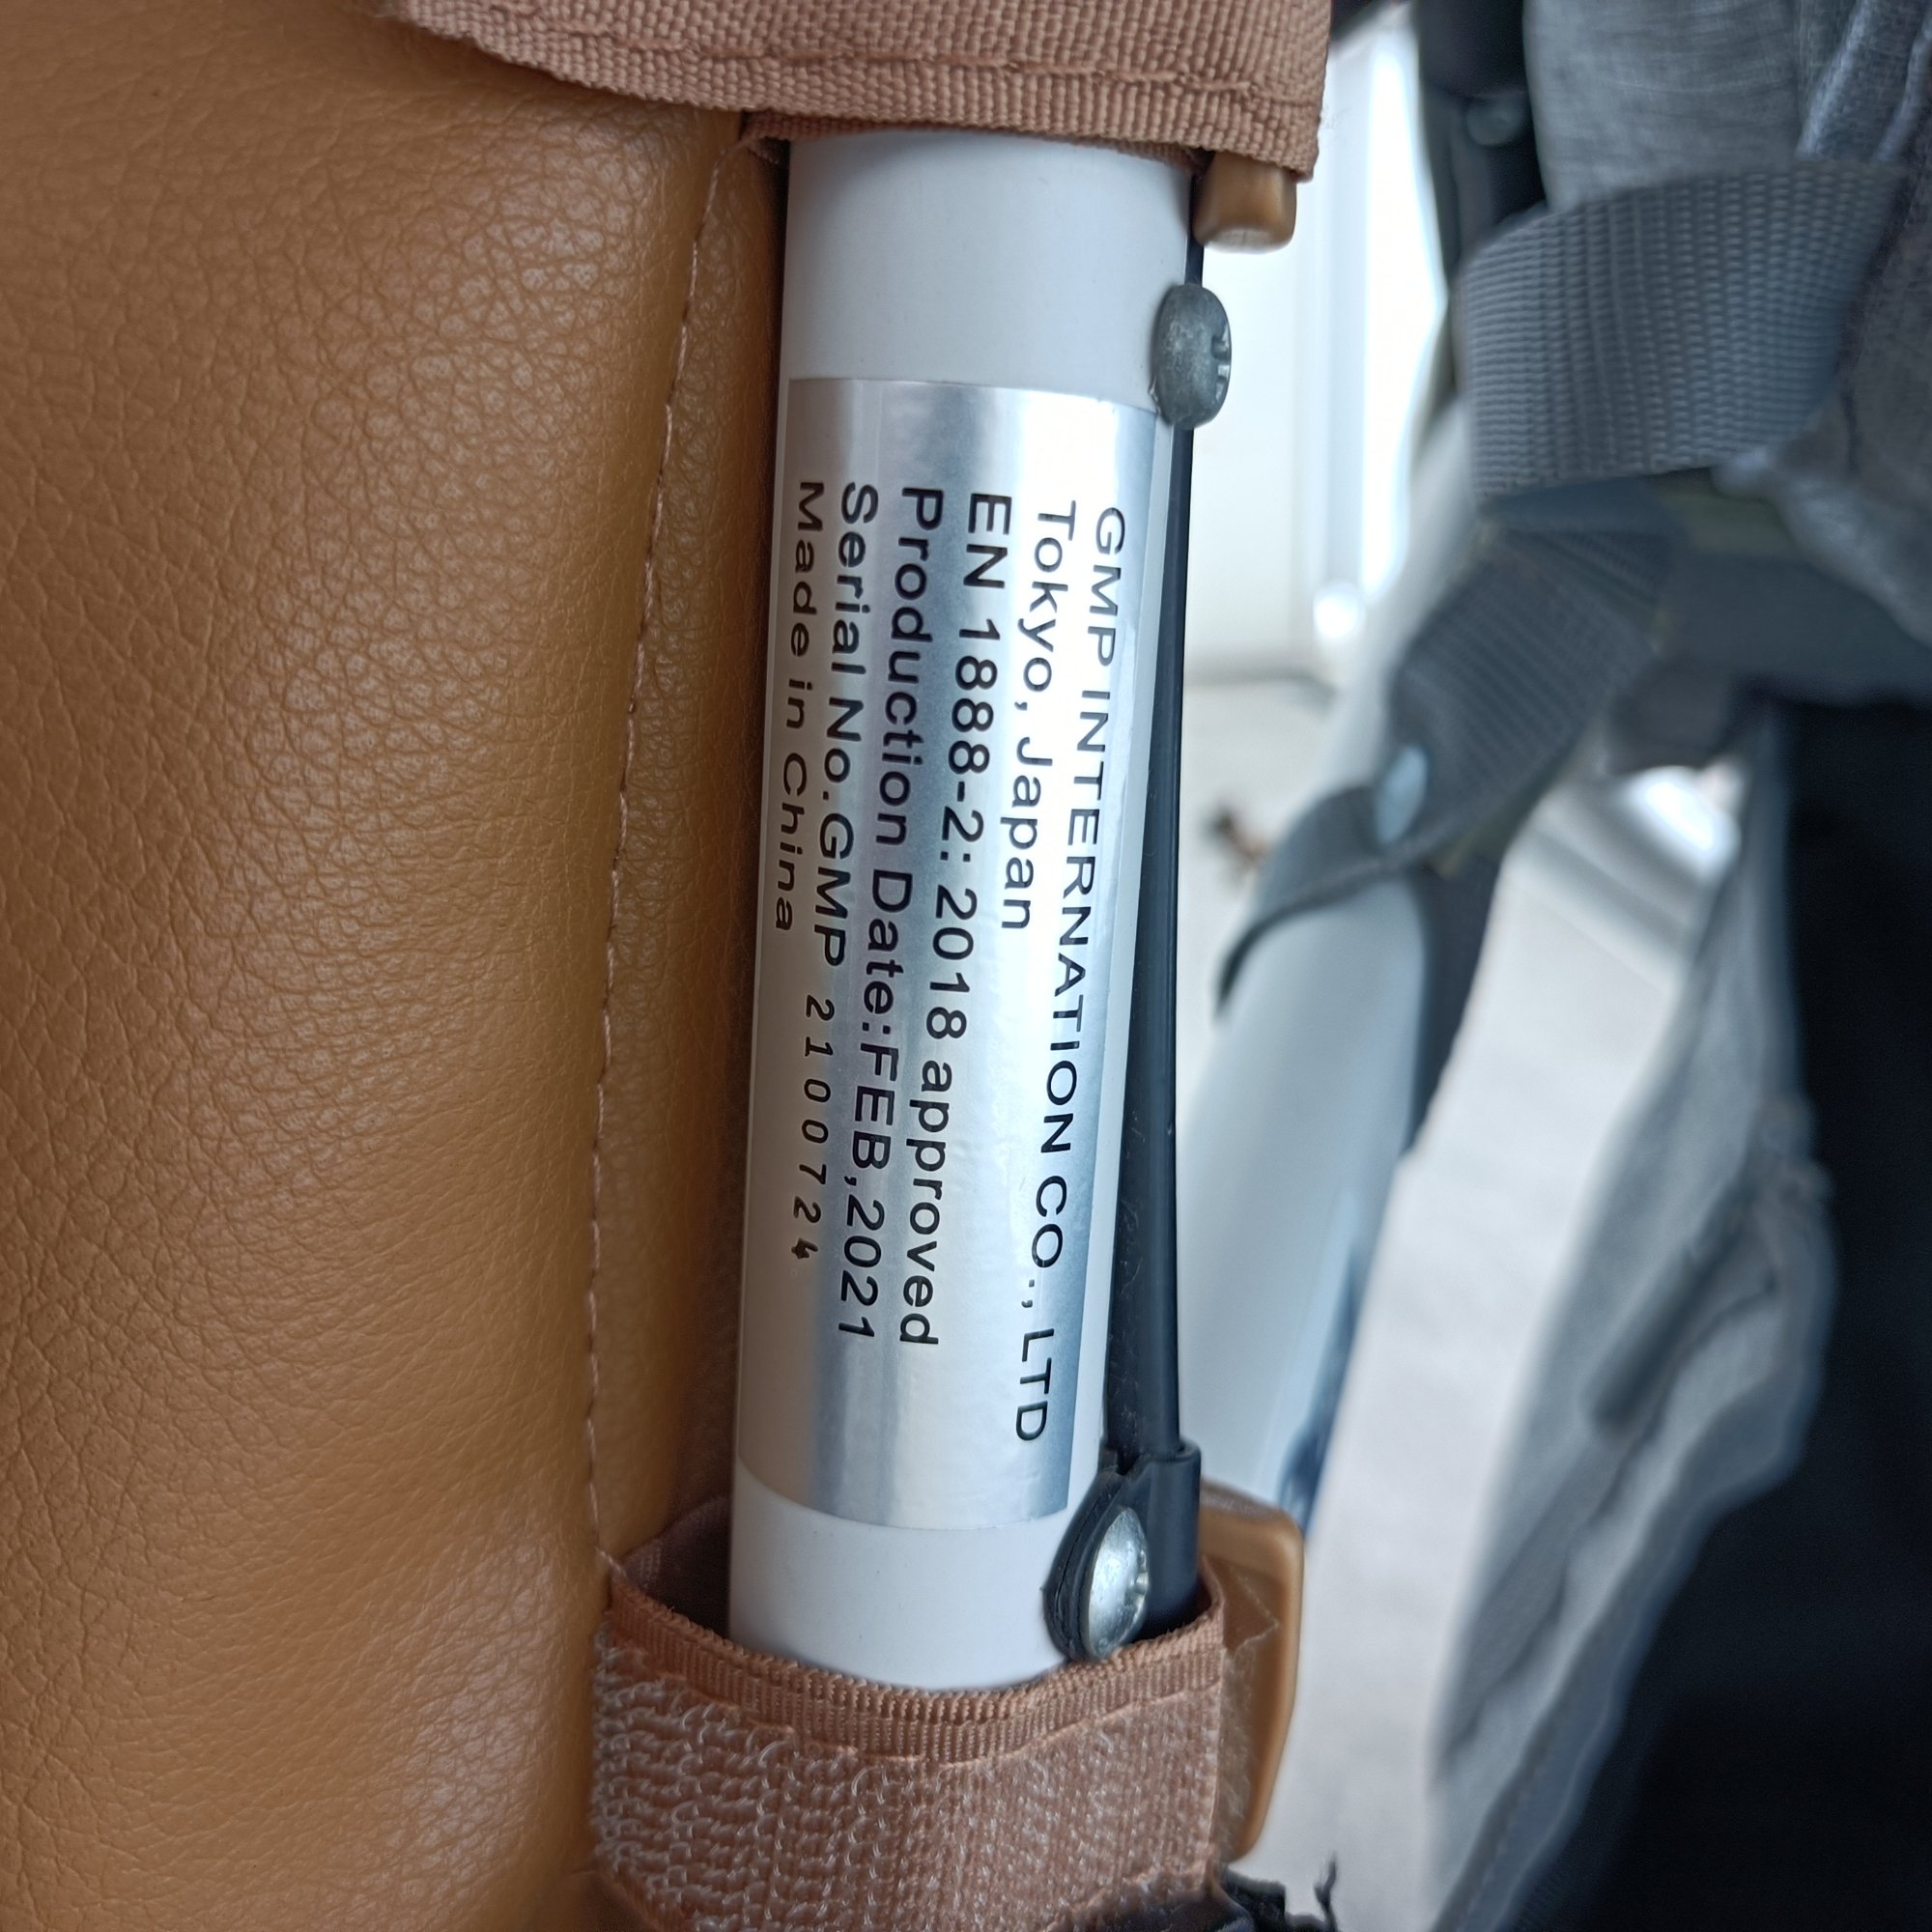 GMP INTERNATION CO., LTD
Tokyo, Japan
EN 1888-2: 2018 approved
Production Date:FEB,2021
Serial No.GMP 2100724
Made in China